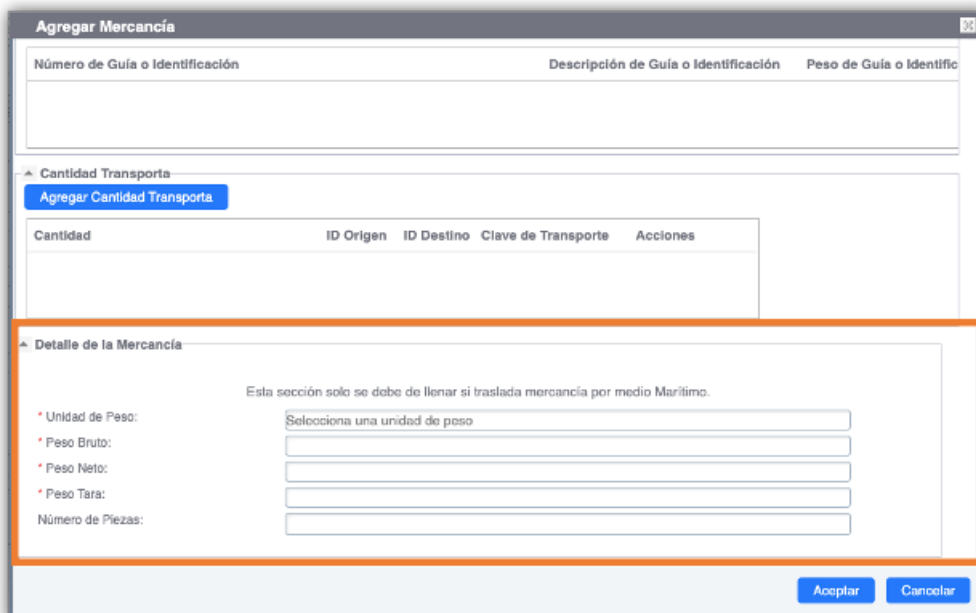 Agregar Mercancía
Número de Guía o Identificación Descripción de Guía o Identificación Peso de Guía o Identific
Cantidad Transporta
Agregar Cantidad Transporta
Cantidad ID Origen ID Destino Clave de Transporte Acciones
Detalle de la Mercancía
Esta sección solo se debe de llenar si traslada mercancía por medio Marítimo.
* Unidad de Peso: Selecciona una unidad de peso
* Peso Bruto:
* Peso Neto:
* Peso Tara:
Número de Piezas:
Aceptar Cancelar